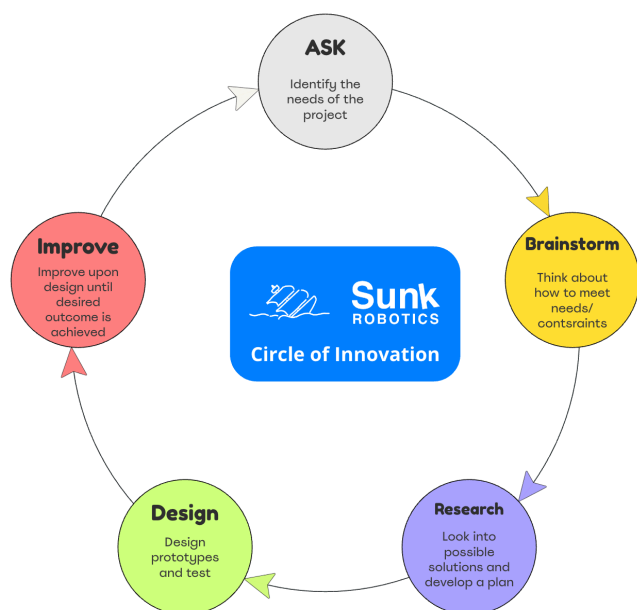 ASK
Identify the
needs of the
project
Brainstorm
Think about
how to meet
needs/
contsraints
Research
Look into
possible
solutions and
develop a plan
Design
Design
prototypes
and test
Improve
Improve upon
design until
desired
outcome is
achieved
Sunk
ROBOTICS
Circle of Innovation